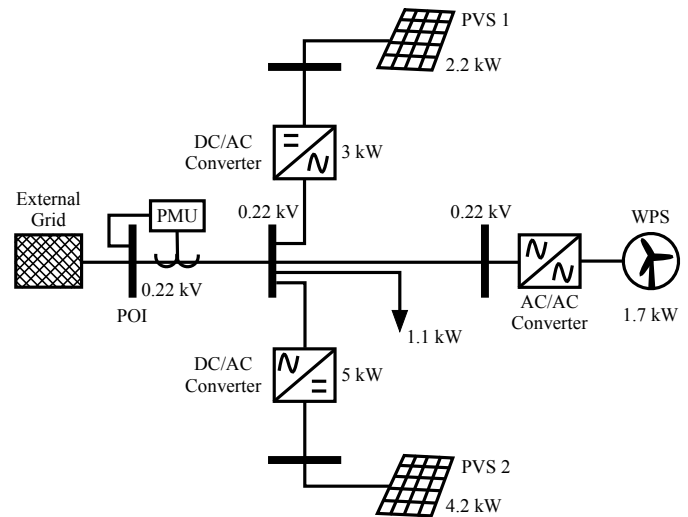 PVS 1
2.2 kW
DC/AC
Converter
3 kW
External
Grid
PMU
0.22 kV
0.22 kV
WPS
0.22 kV
POI
AC/AC
Converter
1.7 kW
1.1 kW
DC/AC
Converter
5 kW
PVS 2
4.2 kW